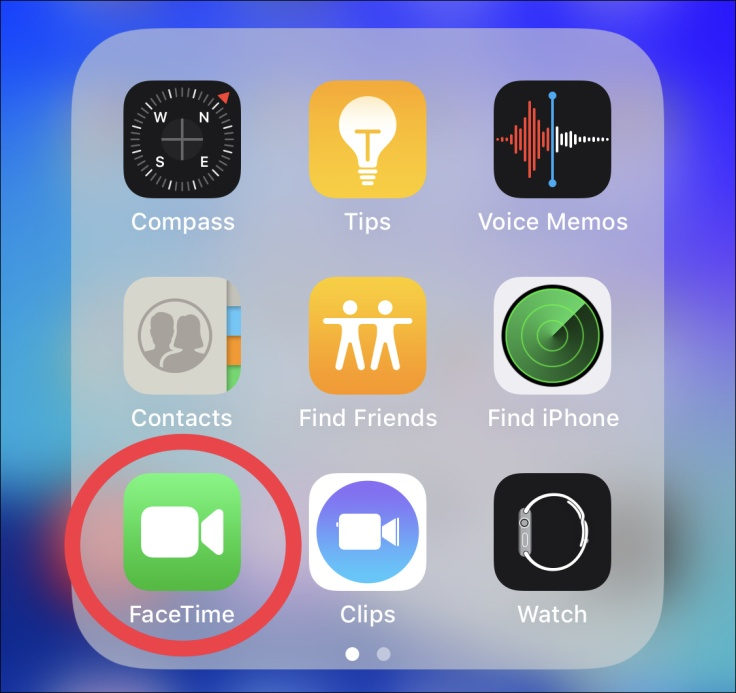 W N
S E
T
Compass Tips Voice Memos
Contacts Find Friends Find iPhone
FaceTime Clips Watch